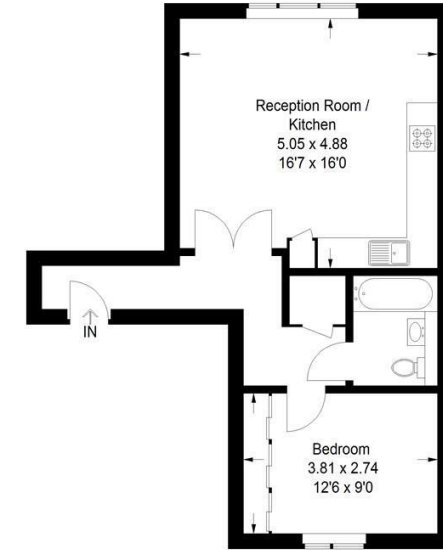 Reception Room /
Kitchen
5.05 x 4.88
16'7 x 16'0
IN
Bedroom
3.81 x 2.74
12'6 x 9'0